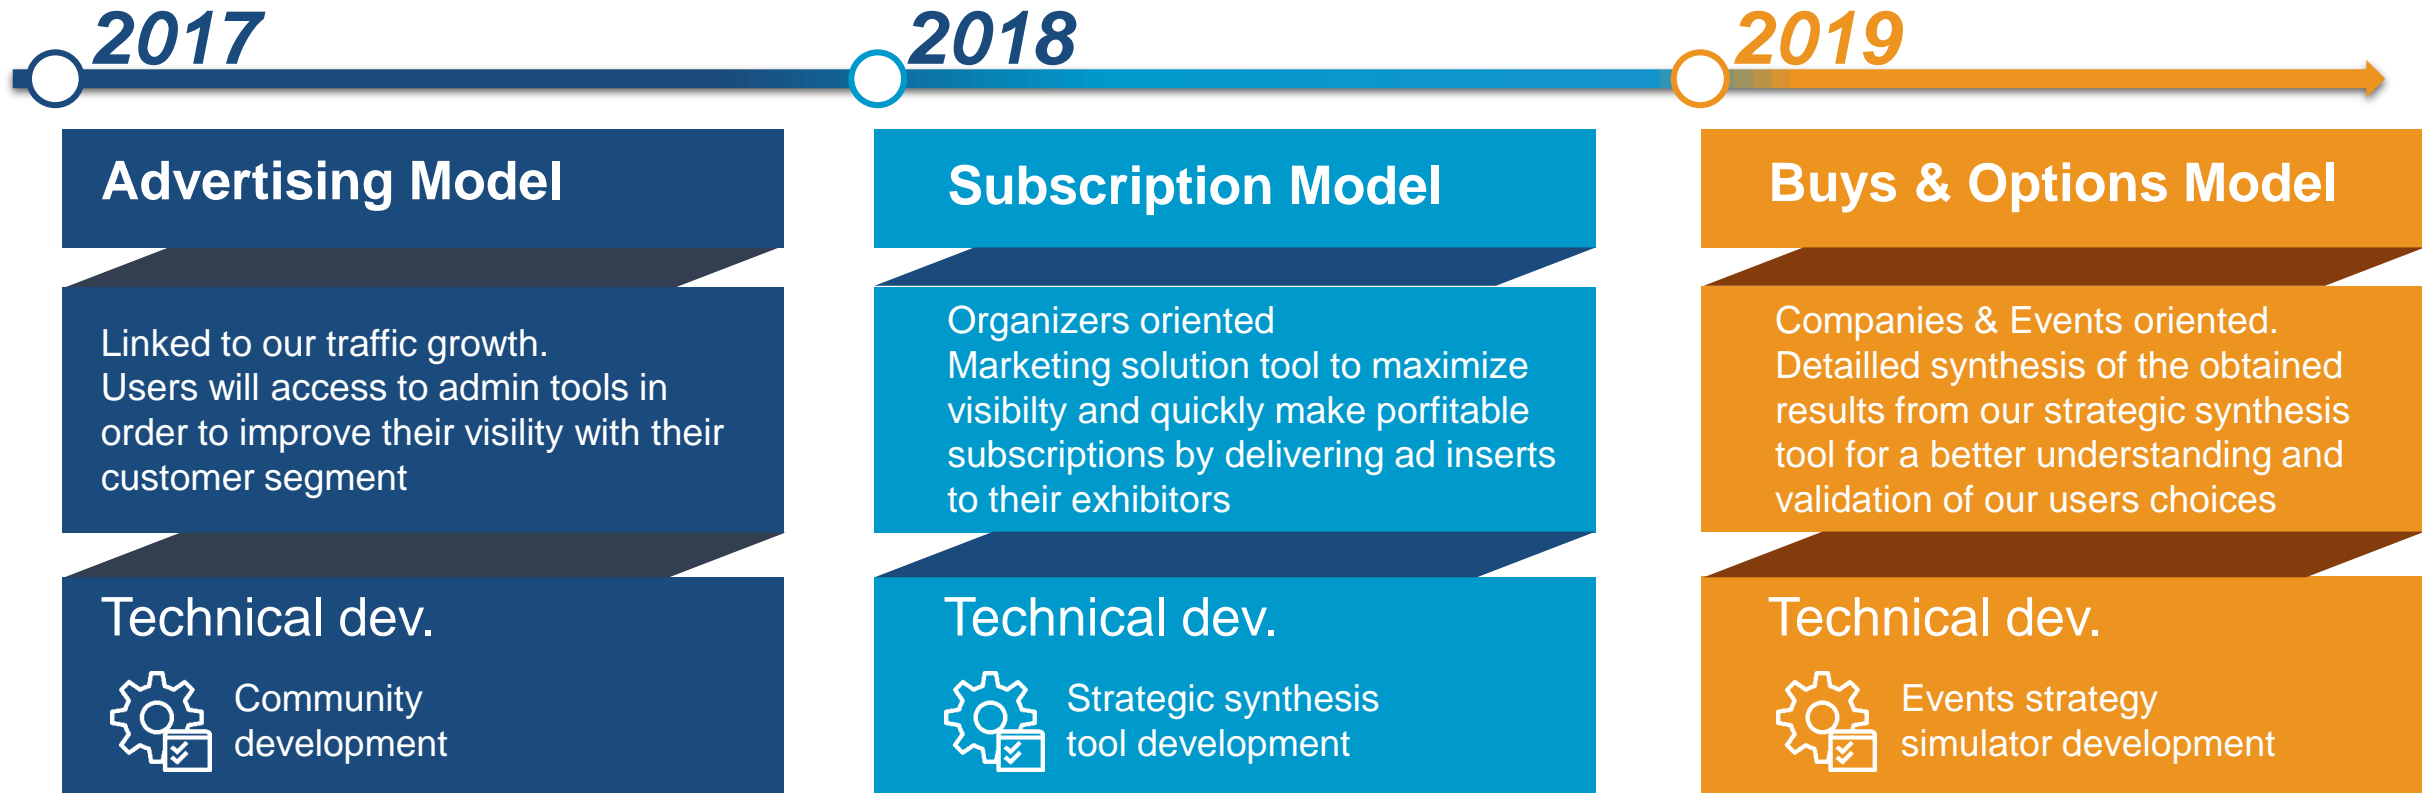 2017
2018
2019
Advertising Model
Linked to our traffic growth.
Users will access to admin tools in
order to improve their visility with their
customer segment
Technical dev.
Community
development
Subscription Model
Organizers oriented
Marketing solution tool to maximize
visibilty and quickly make porfitable
subscriptions by delivering ad inserts
to their exhibitors
Technical dev.
Strategic synthesis
tool development
Buys & Options Model
Companies & Events oriented.
Detailled synthesis of the obtained
results from our strategic synthesis
tool for a better understanding and
validation of our users choices
Technical dev.
Events strategy
simulator development